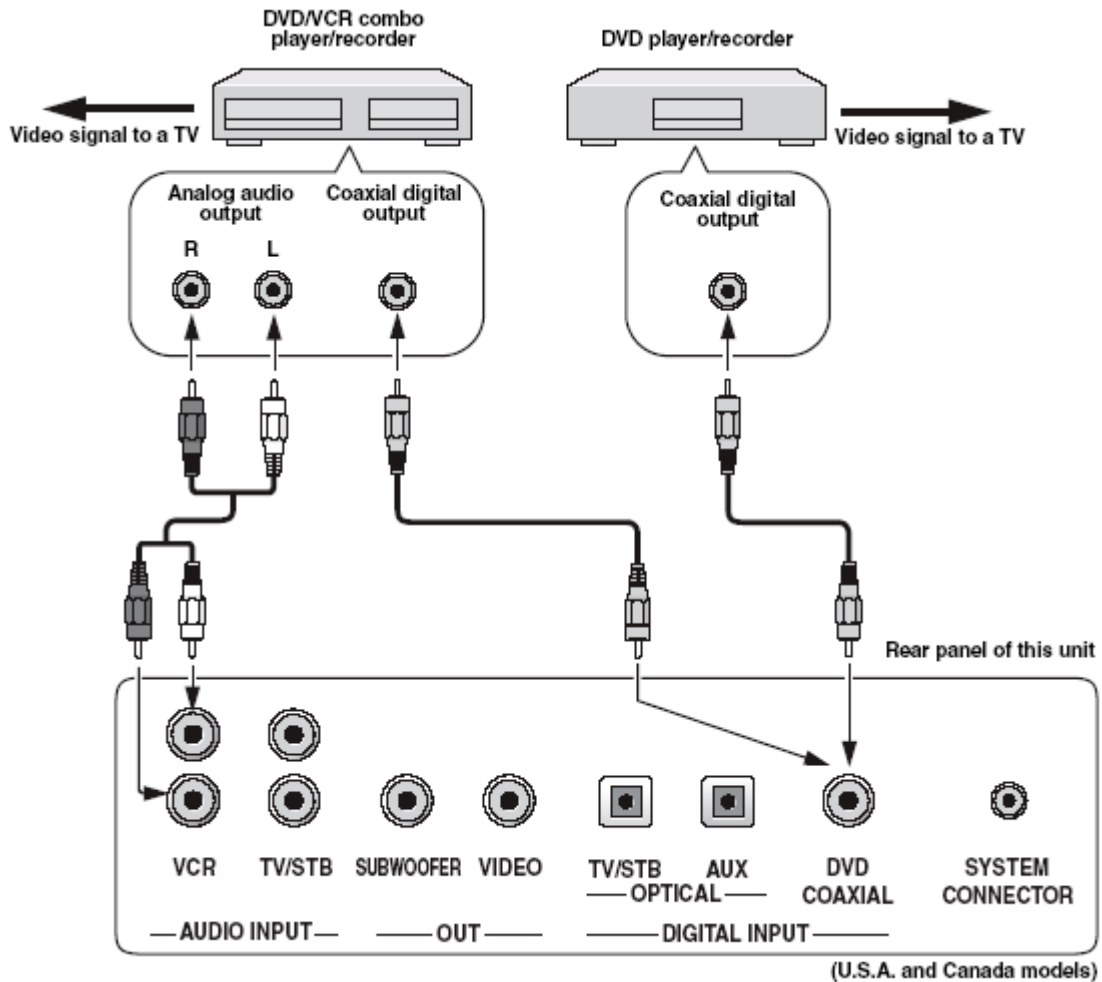 DVD/VCR combo
player/recorder
DVD player/recorder
Video signal to a TV
Video signal to a TV
Analog audio
output
Coaxial digital
output
Coaxial digital
output
R
L
Rear panel of this unit
VCR
TV/STB
SUBWOOFER
VIDEO
TV/STB
AUX
DVD
COAXIAL
SYSTEM
CONNECTOR
OPTICAL
AUDIO INPUT
OUT
DIGITAL INPUT
(U.S.A. and Canada models)